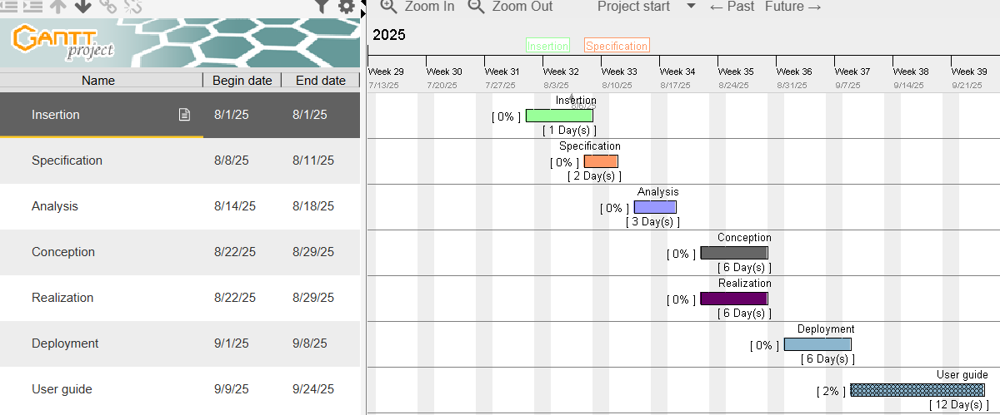 Zoom In Zoom Out Project start ← Past Future →
GANTT project
2025
Insertion Specification
Name Begin date End date
Week 29 Week 30 Week 31 Week 32 Week 33 Week 34 Week 35 Week 36 Week 37 Week 38 Week 39
7/13/25 7/20/25 7/27/25 8/3/25 8/10/25 8/17/25 8/24/25 8/31/25 9/7/25 9/14/25 9/21/25
Insertion 8/1/25 8/1/25
Insertion
8/6/25
[ 0% ]
[ 1 Day(s) ]
Specification 8/8/25 8/11/25
Specification
[ 0% ]
[ 2 Day(s) ]
Analysis 8/14/25 8/18/25
Analysis
[ 0% ]
[ 3 Day(s) ]
Conception 8/22/25 8/29/25
Conception
[ 0% ]
[ 6 Day(s) ]
Realization 8/22/25 8/29/25
Realization
[ 0% ]
[ 6 Day(s) ]
Deployment 9/1/25 9/8/25
Deployment
[ 0% ]
[ 6 Day(s) ]
User guide 9/9/25 9/24/25
User guide
[ 2% ]
[ 12 Day(s) ]